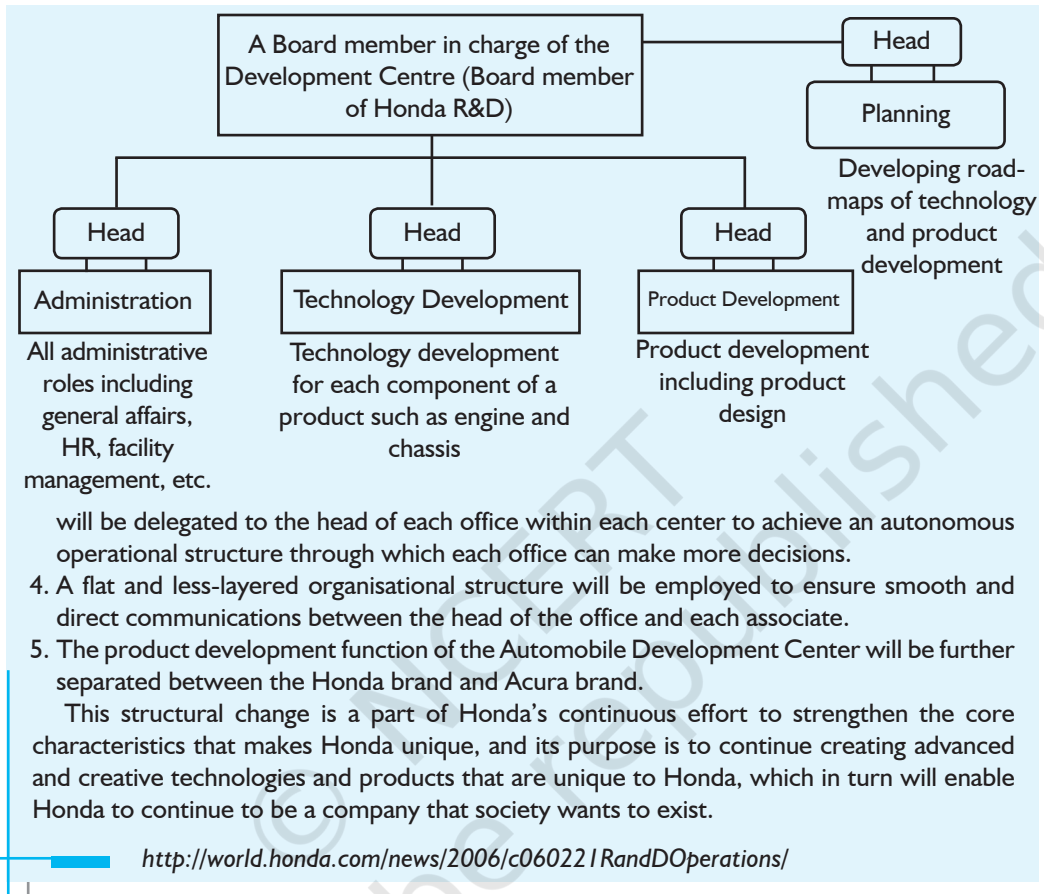 A Board member in charge of the
Development Centre (Board member
of Honda R&D)
Head
Planning
Developing road-
maps of technology
and product
development
Head
Administration
All administrative
roles including
general affairs,
HR, facility
management, etc.
Head
Technology Development
Technology development
for each component of a
product such as engine and
chassis
Head
Product Development
Product development
including product
design
will be delegated to the head of each office within each center to achieve an autonomous
operational structure through which each office can make more decisions.
4. A flat and less-layered organisational structure will be employed to ensure smooth and
direct communications between the head of the office and each associate.
5. The product development function of the Automobile Development Center will be further
separated between the Honda brand and Acura brand.
This structural change is a part of Honda's continuous effort to strengthen the core
characteristics that makes Honda unique, and its purpose is to continue creating advanced
and creative technologies and products that are unique to Honda, which in turn will enable
Honda to continue to be a company that society wants to exist.
http://world.honda.com/news/2006/c060221RandDOperations/
© NCERT
republished